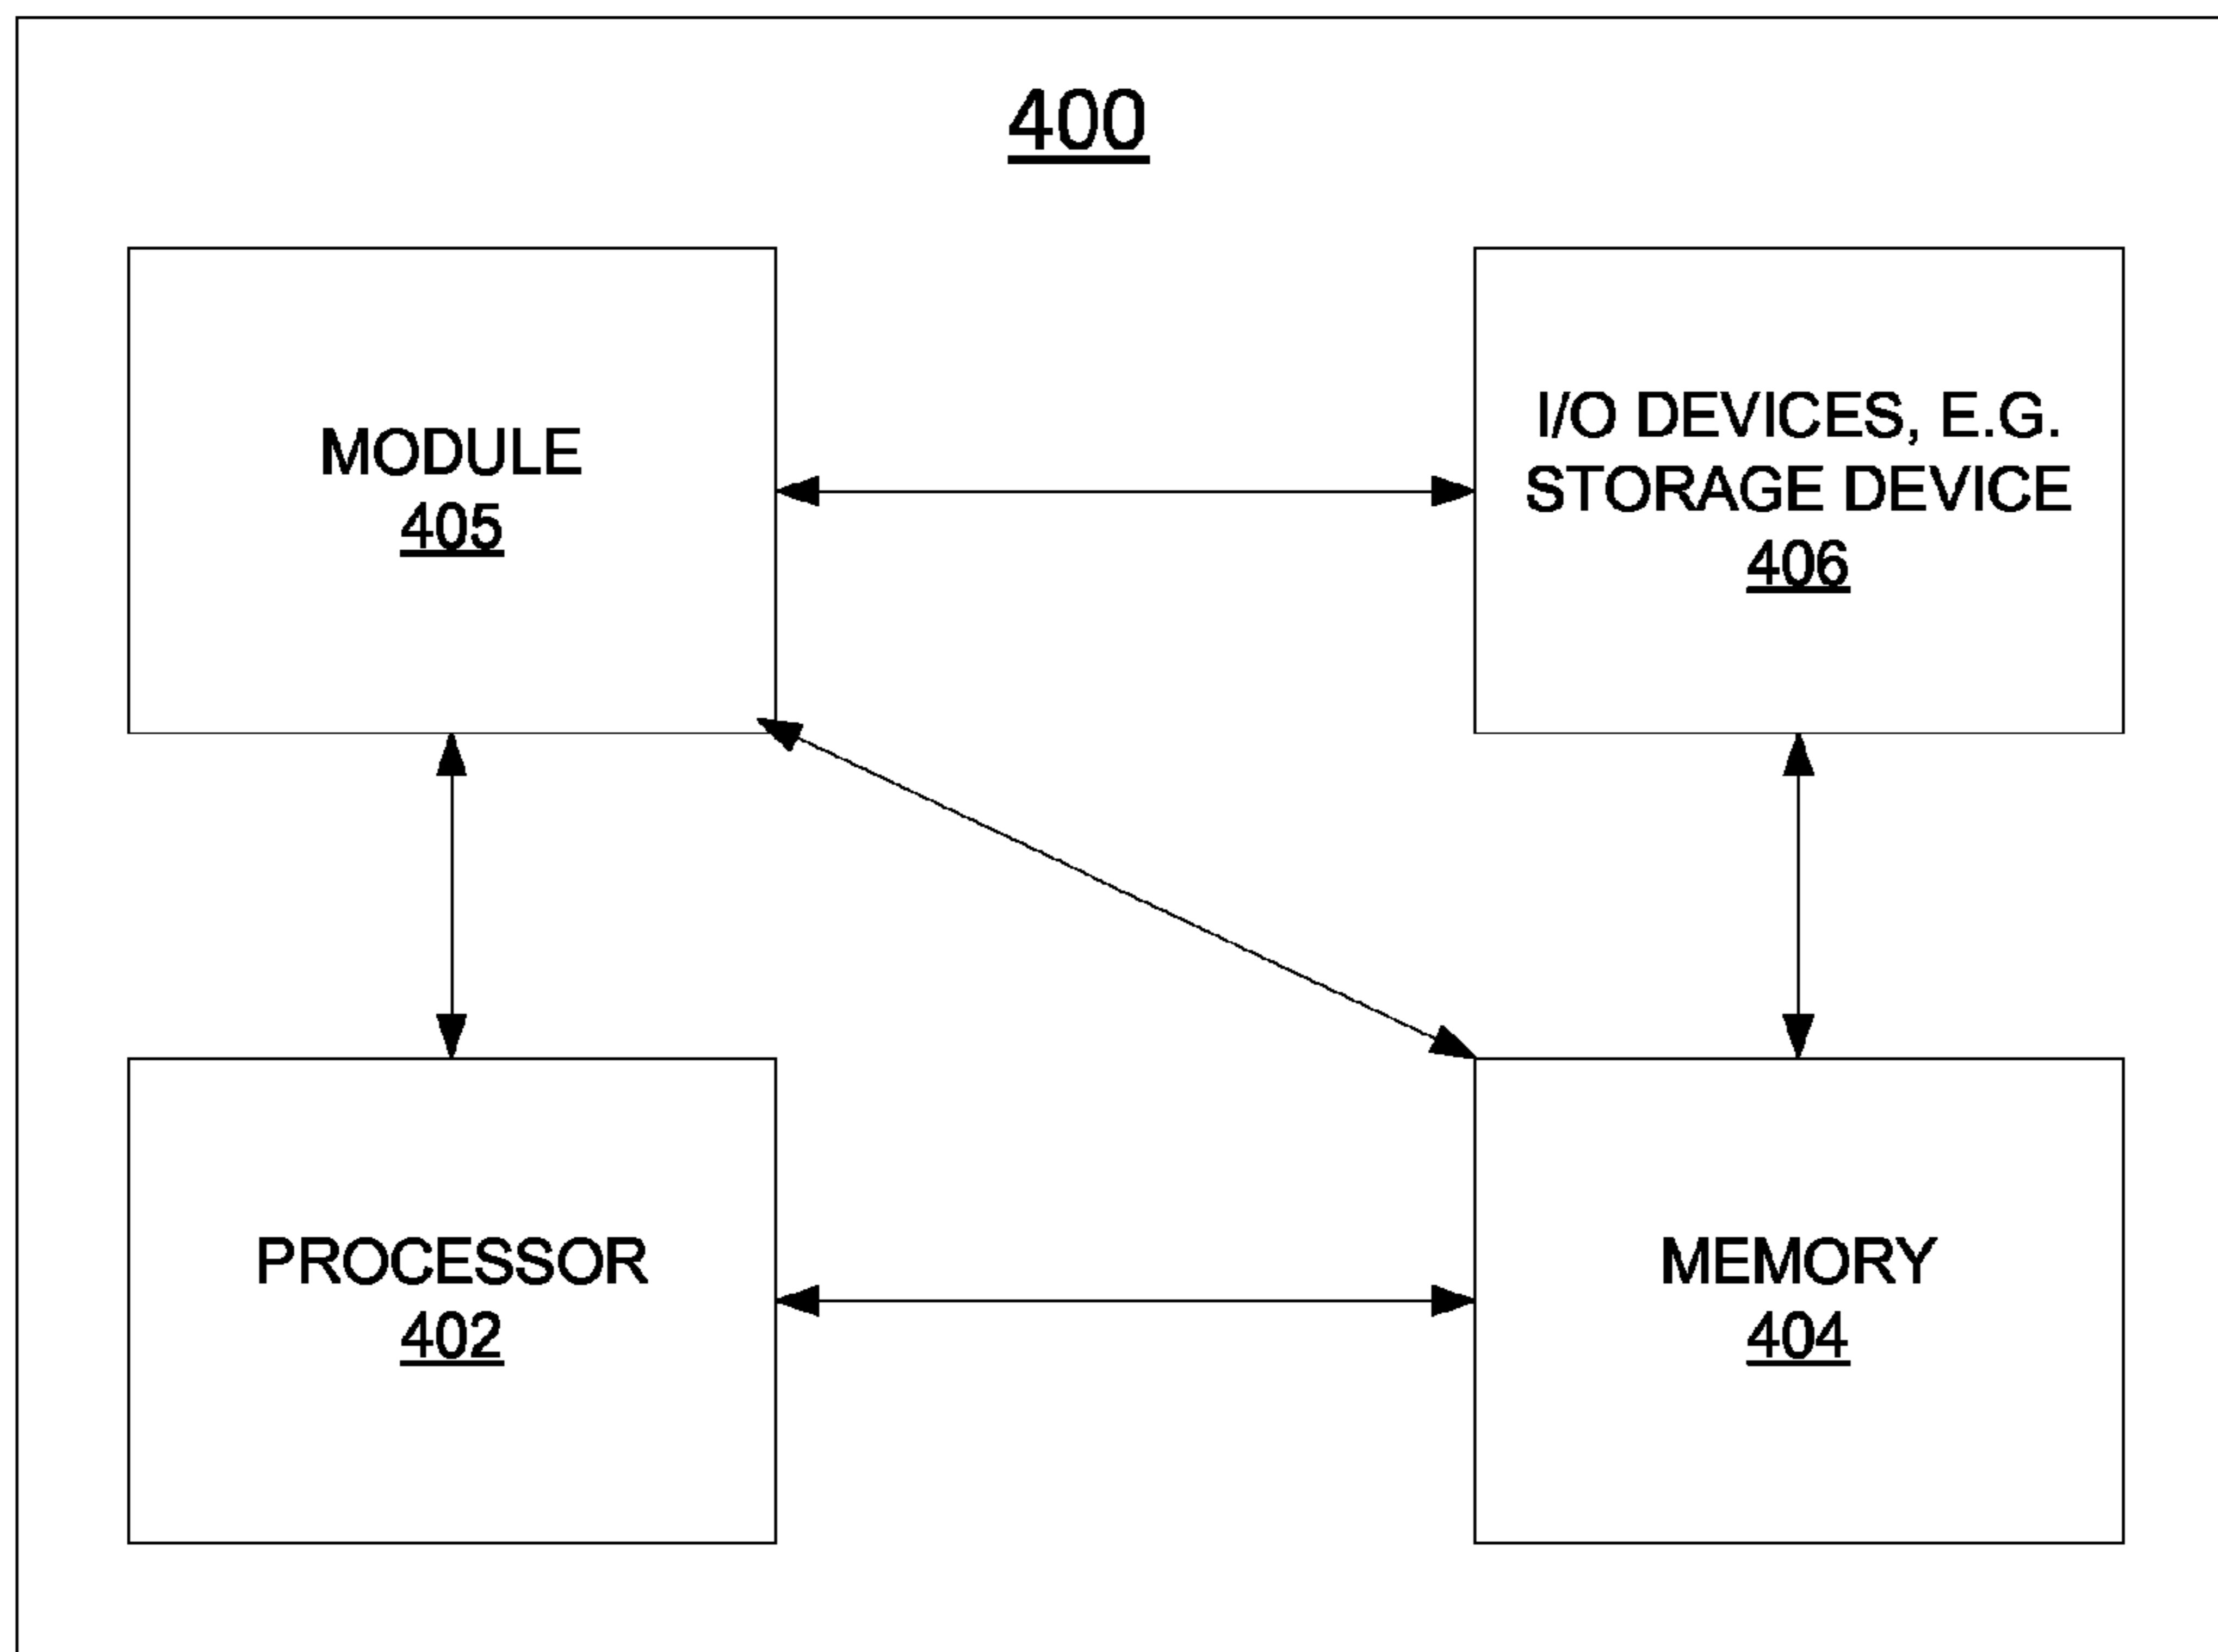 400
MODULE
405
I/O DEVICES, E.G.
STORAGE DEVICE
406
PROCESSOR
402
MEMORY
404